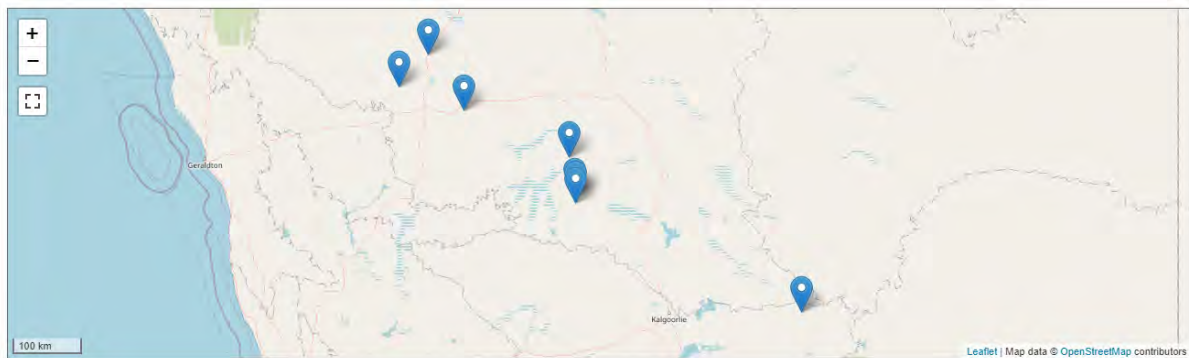 +
−
Geraldton
Kalgoorlie
100 km
Leaflet | Map data © OpenStreetMap contributors